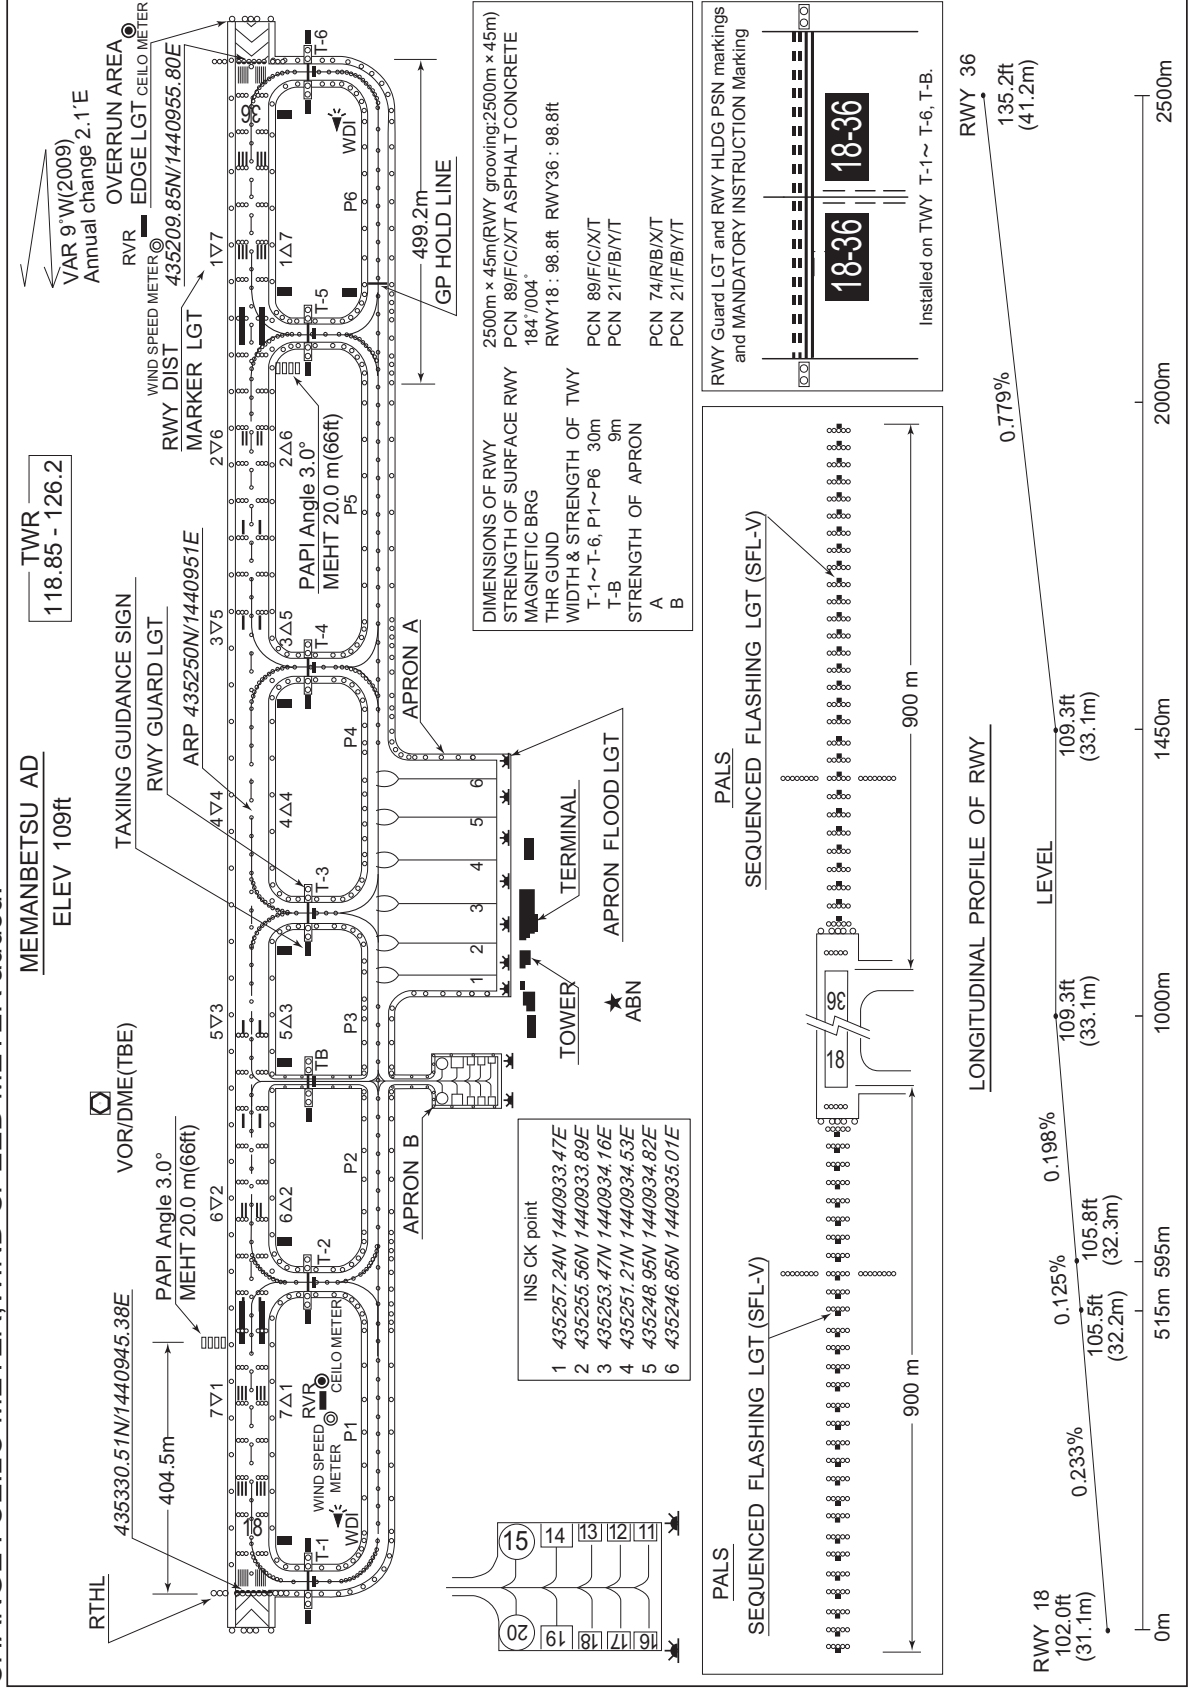 MEMANBETSU AD
ELEV 109ft
TWR
118.85 - 126.2
VAR 9°W(2009)
Annual change 2.1'E
OVERRUN AREA
EDGE LGT
CEILO METER
RVR
WIND SPEED METER
435209.85N/1440955.80E
RWY DIST
MARKER LGT
TAXIING GUIDANCE SIGN
RWY GUARD LGT
ARP 435250N/1440951E
VOR/DME(TBE)
PAPI Angle 3.0°
MEHT 20.0 m(66ft)
435330.51N/1440945.38E
RTHL
404.5m
7▽1
6▽2
5▽3
4▽4
3▽5
2▽6
1▽7
18
36
7△1
6△2
5△3
4△4
3△5
2△6
1△7
T-1
T-2
TB
T-3
T-4
T-5
T-6
RVR
CEILO METER
WIND SPEED
METER
WDI
WDI
PAPI Angle 3.0°
MEHT 20.0 m(66ft)
P1
P2
P3
P4
P5
P6
499.2m
GP HOLD LINE
APRON A
APRON B
1
2
3
4
5
6
TOWER
TERMINAL
ABN
APRON FLOOD LGT
15
14
13
12
11
20
19
18
17
16
INS CK point
1 435257.24N 1440933.47E
2 435255.56N 1440933.89E
3 435253.47N 1440934.16E
4 435251.21N 1440934.53E
5 435248.95N 1440934.82E
6 435246.85N 1440935.01E
DIMENSIONS OF RWY 2500m × 45m(RWY grooving:2500m × 45m)
STRENGTH OF SURFACE RWY PCN 89/F/C/X/T ASPHALT CONCRETE
MAGNETIC BRG 184°/004°
THR GUND RWY18 : 98.8ft RWY36 : 98.8ft
WIDTH & STRENGTH OF TWY
T-1~T-6, P1~P6 30m PCN 89/F/C/X/T
T-B 9m PCN 21/F/B/Y/T
STRENGTH OF APRON
A PCN 74/R/B/X/T
B PCN 21/F/B/Y/T
PALS
SEQUENCED FLASHING LGT (SFL-V)
900 m
18
36
PALS
SEQUENCED FLASHING LGT (SFL-V)
900 m
RWY Guard LGT and RWY HLDG PSN markings
and MANDATORY INSTRUCTION Marking
18-36
18-36
Installed on TWY T-1~ T-6, T-B.
LONGITUDINAL PROFILE OF RWY
RWY 18
102.0ft
(31.1m)
0.233%
105.5ft
(32.2m)
0.125%
105.8ft
(32.3m)
0.198%
109.3ft
(33.1m)
LEVEL
109.3ft
(33.1m)
0.779%
RWY 36
135.2ft
(41.2m)
0m
515m
595m
1000m
1450m
2000m
2500m